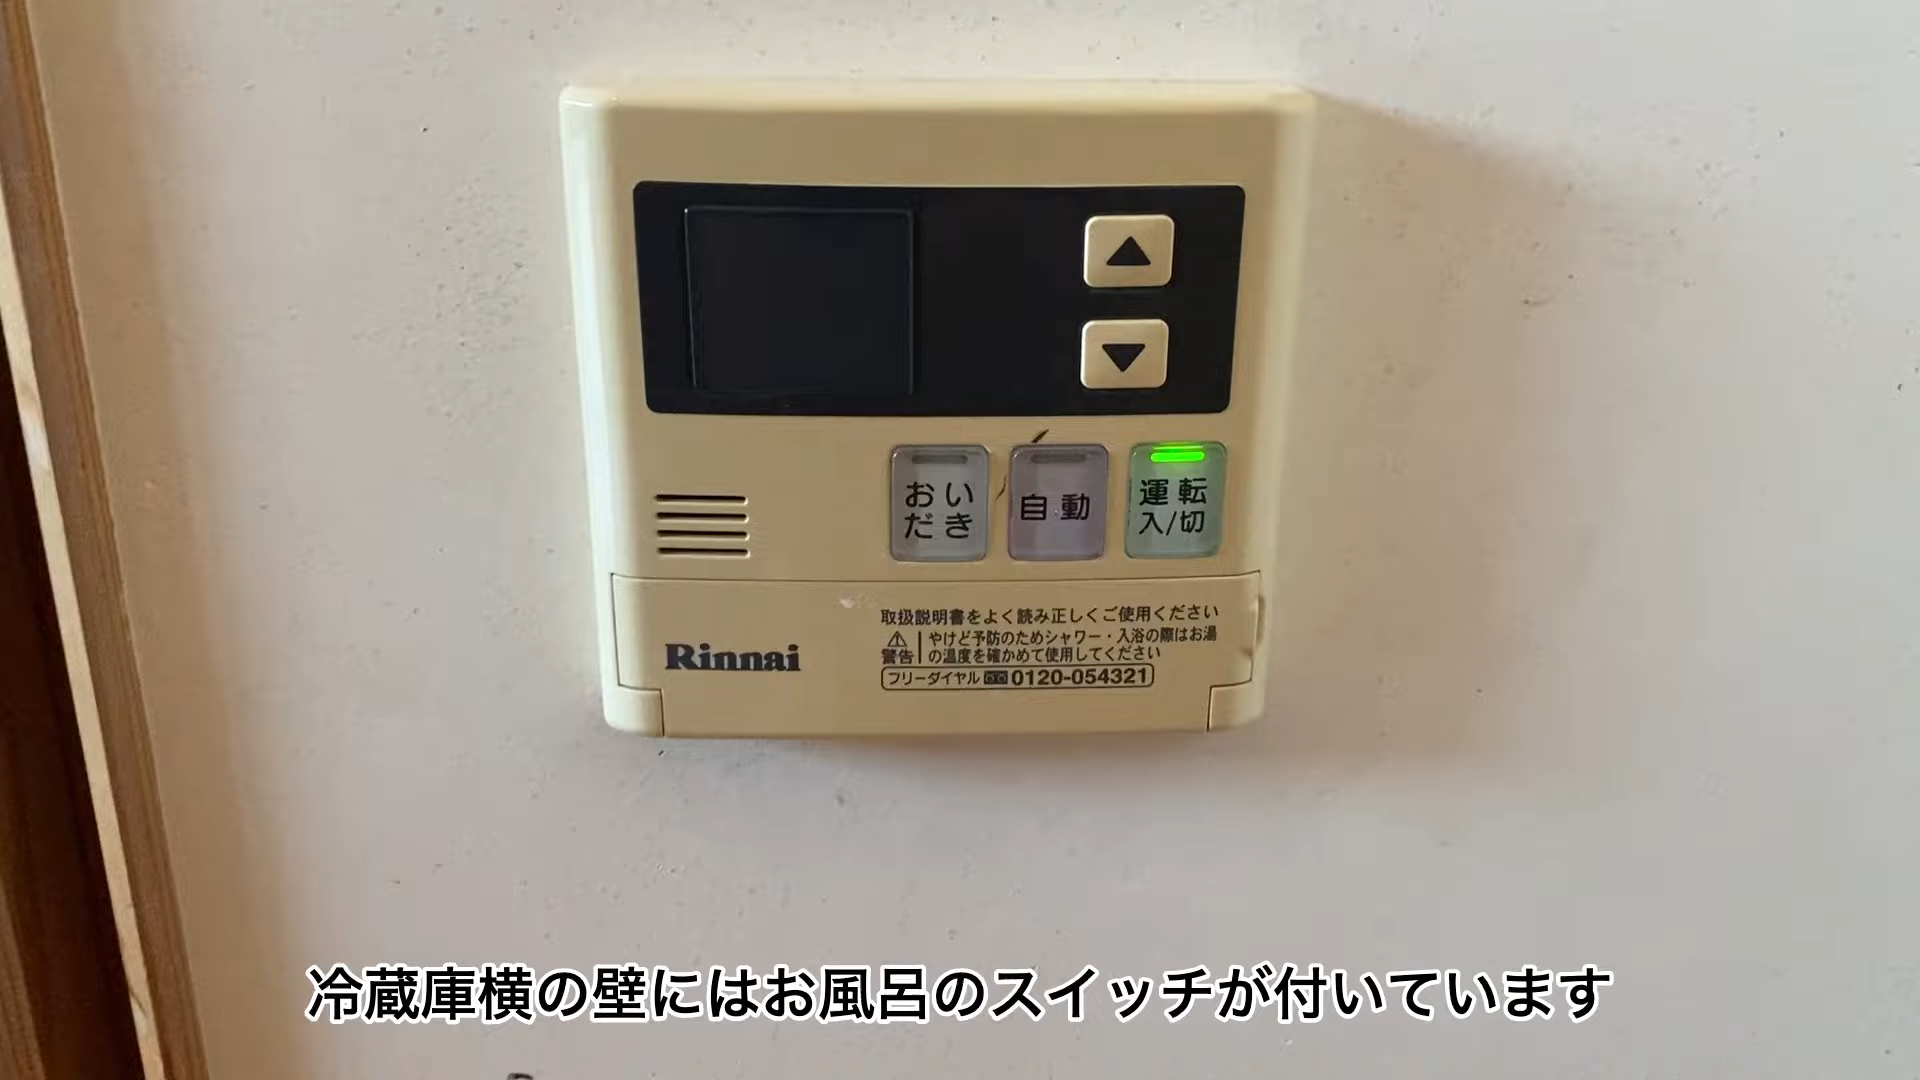 おい
だき
自動
運転
入/切
取扱説明書をよく読み正しくご使用ください
警告
やけど予防のためシャワー・入浴の際はお湯
の温度を確かめて使用してください
フリーダイヤル 0120-054321
Rinnai
冷蔵庫横の壁にはお風呂のスイッチが付いています